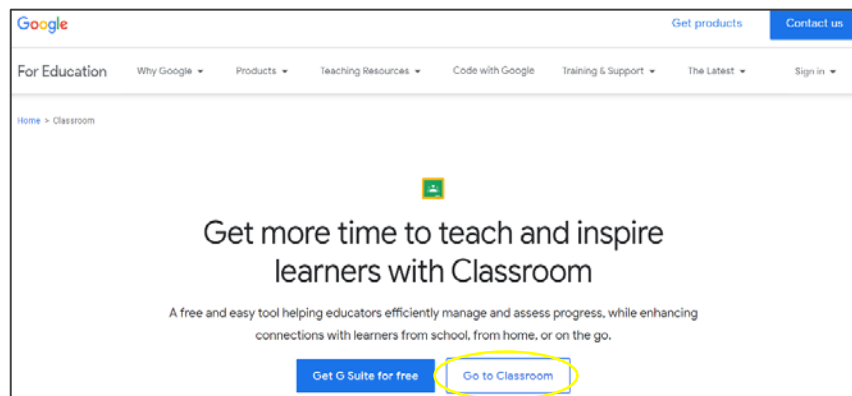 Google Get products Contact us
For Education Why Google Products Teaching Resources Code with Google Training & Support The Latest Sign in
Home > Classroom
Get more time to teach and inspire
learners with Classroom
A free and easy tool helping educators efficiently manage and assess progress, while enhancing
connections with learners from school, from home, or on the go.
Get G Suite for free Go to Classroom